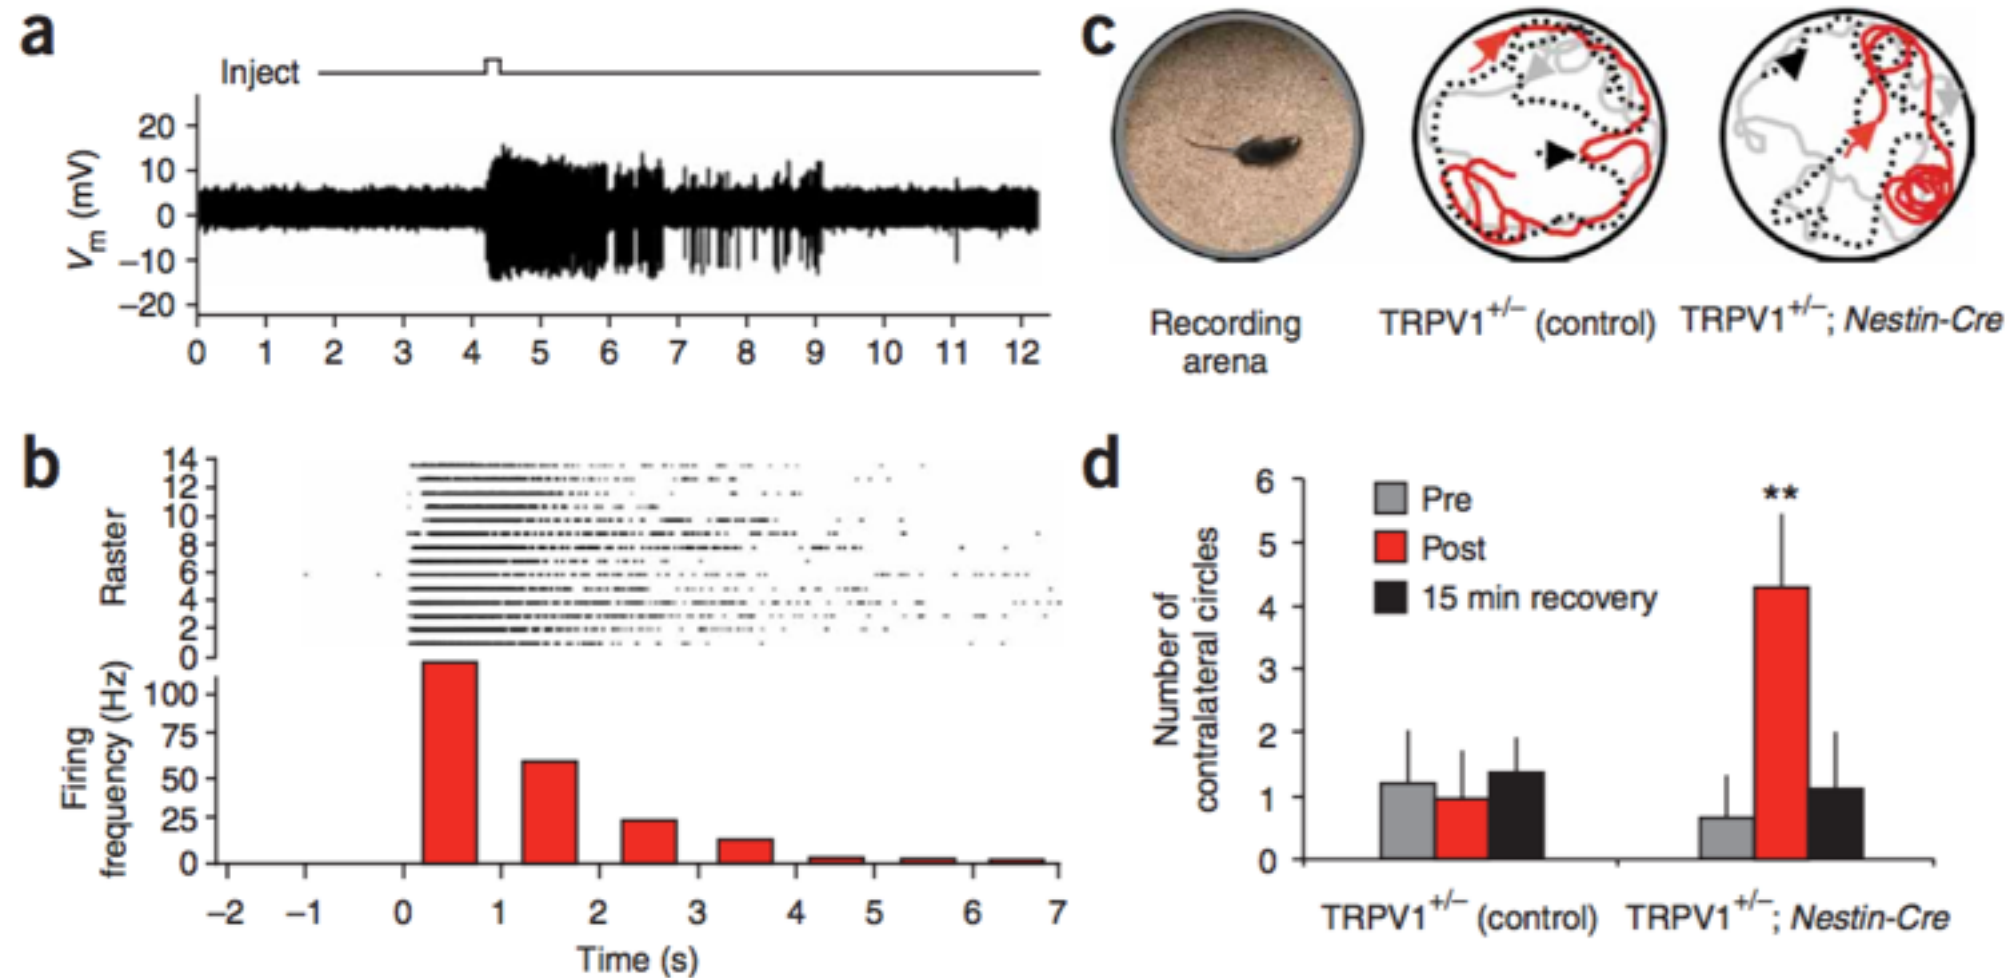 a
Inject
20
10
0
–10
–20
Vm (mV)
0 1 2 3 4 5 6 7 8 9 10 11 12
b
14
12
10
8
6
4
2
0
Raster
100
75
50
25
0
Firing
frequency (Hz)
–2 –1 0 1 2 3 4 5 6 7
Time (s)
c
Recording
arena
TRPV1+/– (control)
TRPV1+/–; Nestin-Cre
d
6
5
4
3
2
1
0
Number of
contralateral circles
Pre
Post
15 min recovery
**
TRPV1+/– (control)
TRPV1+/–; Nestin-Cre